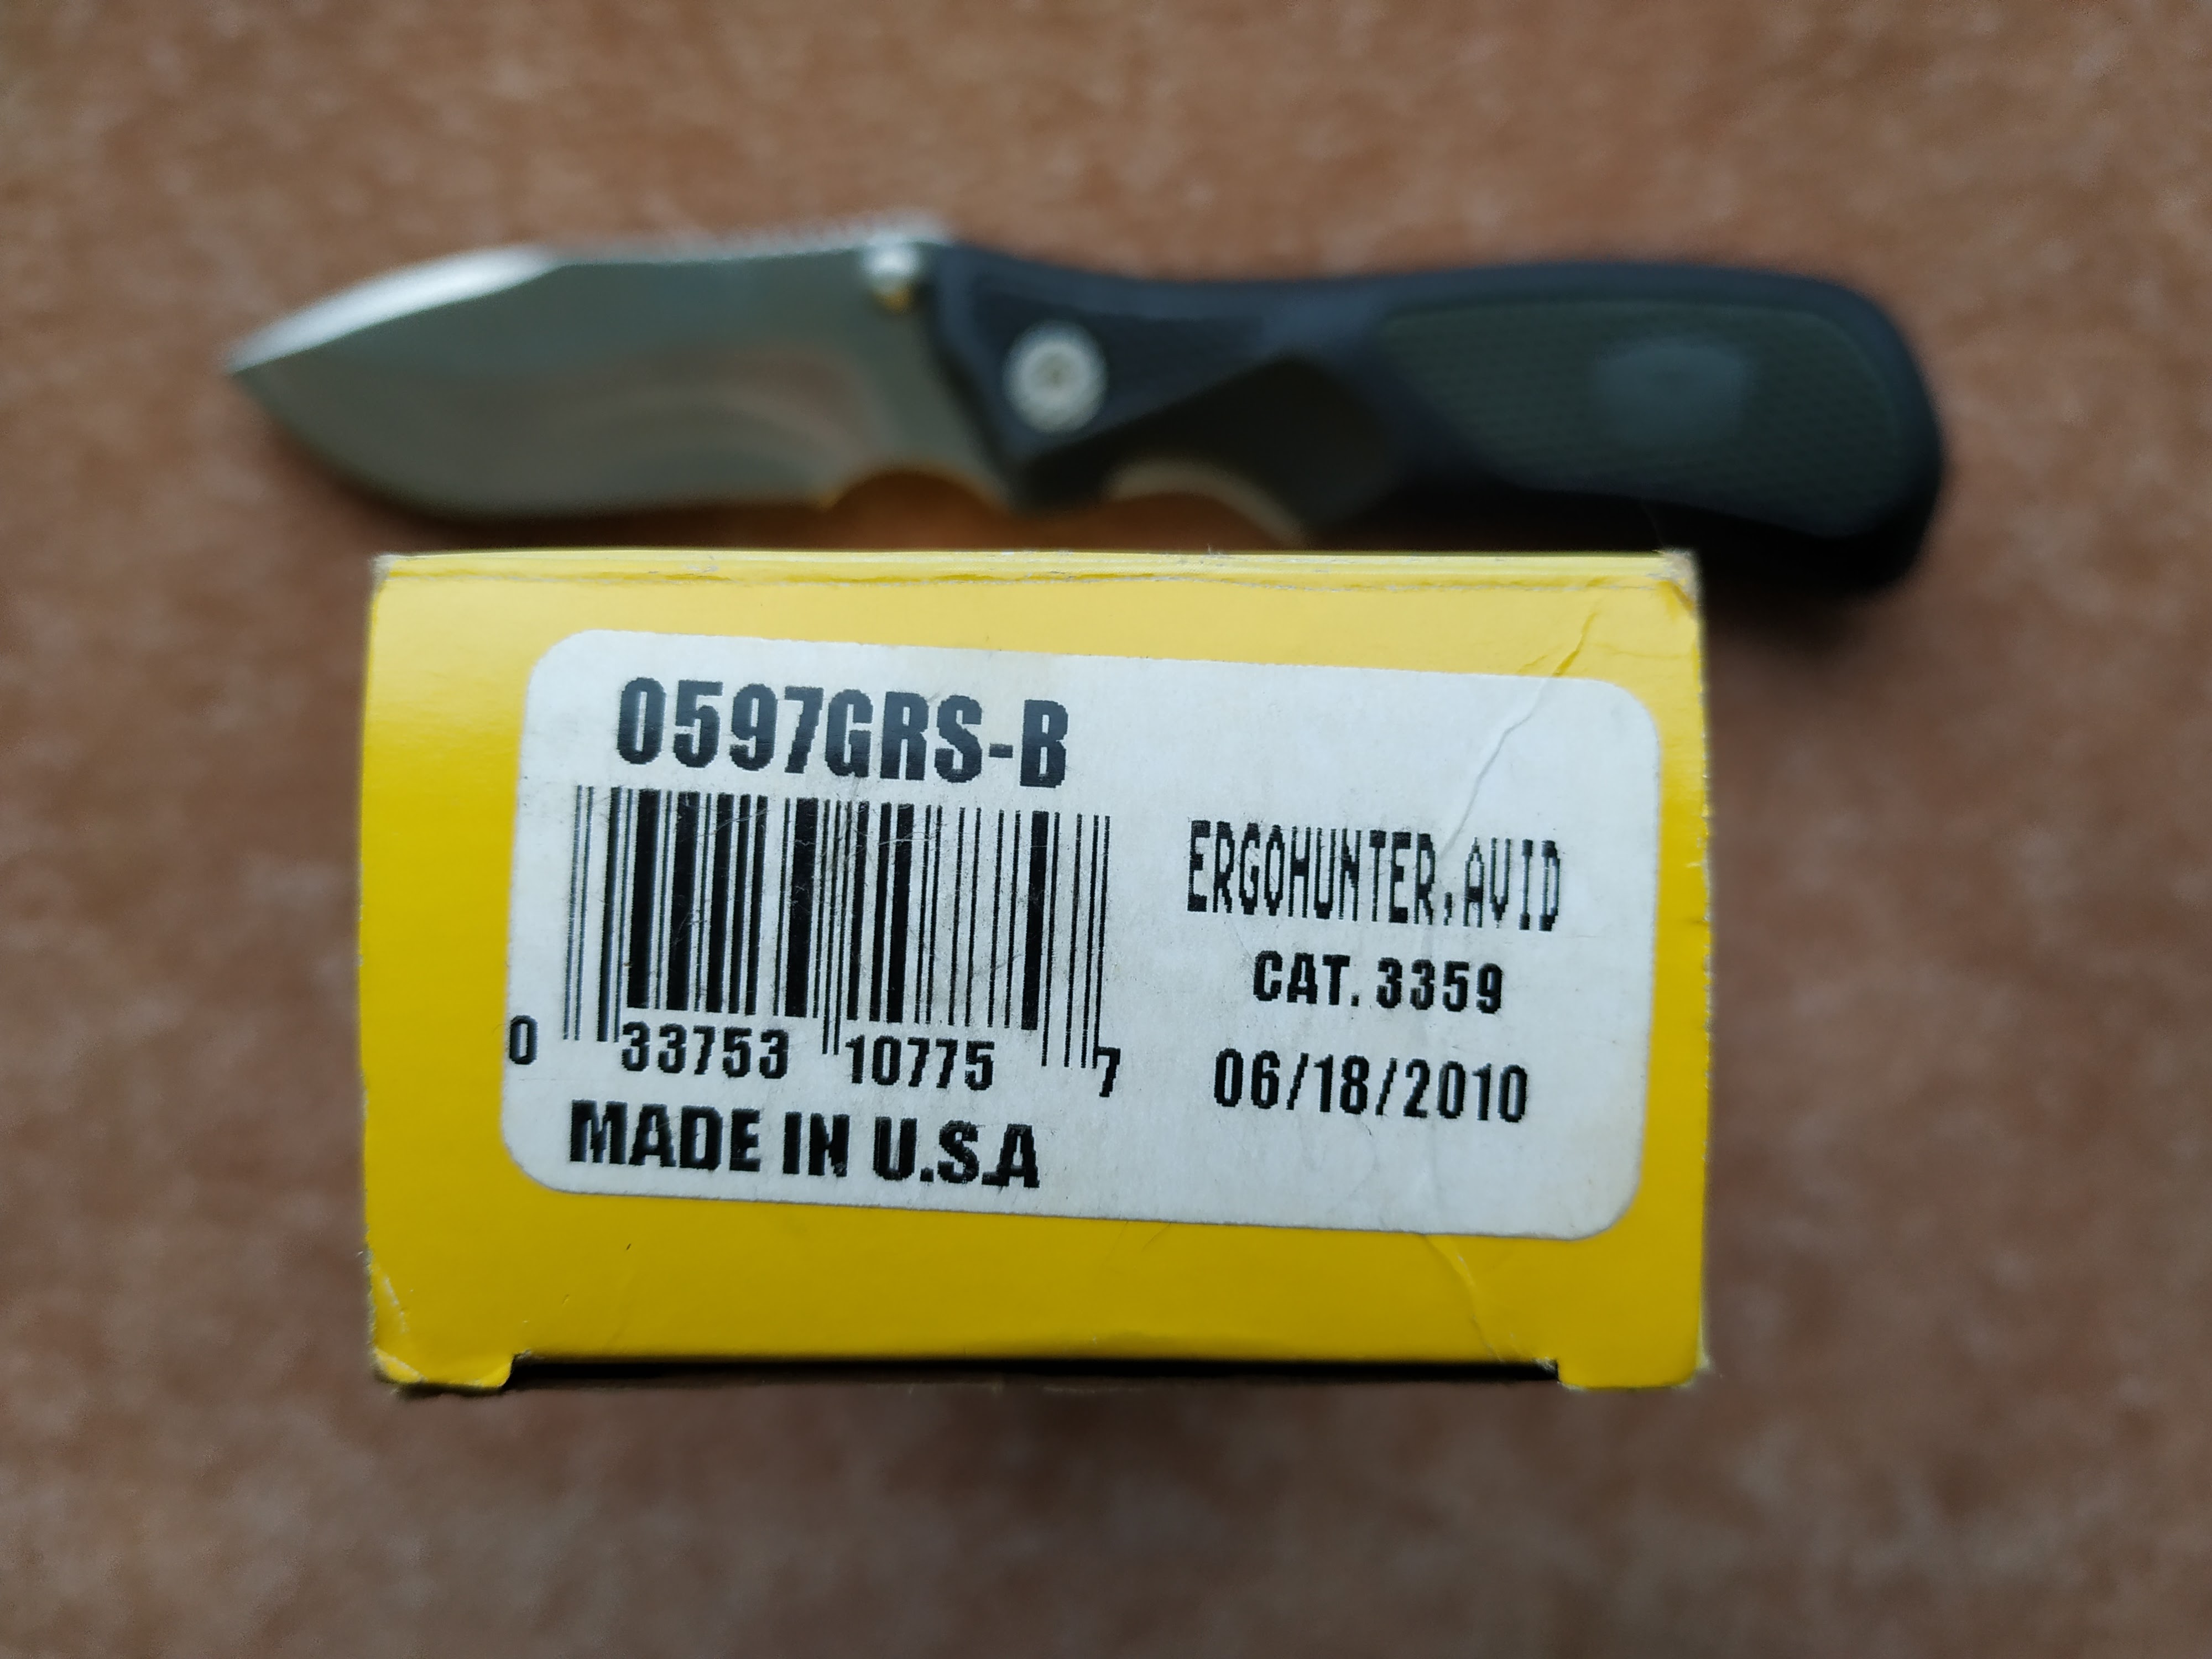 0597GRS-B
0 33753 10775 7
MADE IN U.S.A
ERGOHUNTER,AVID
CAT. 3359
06/18/2010